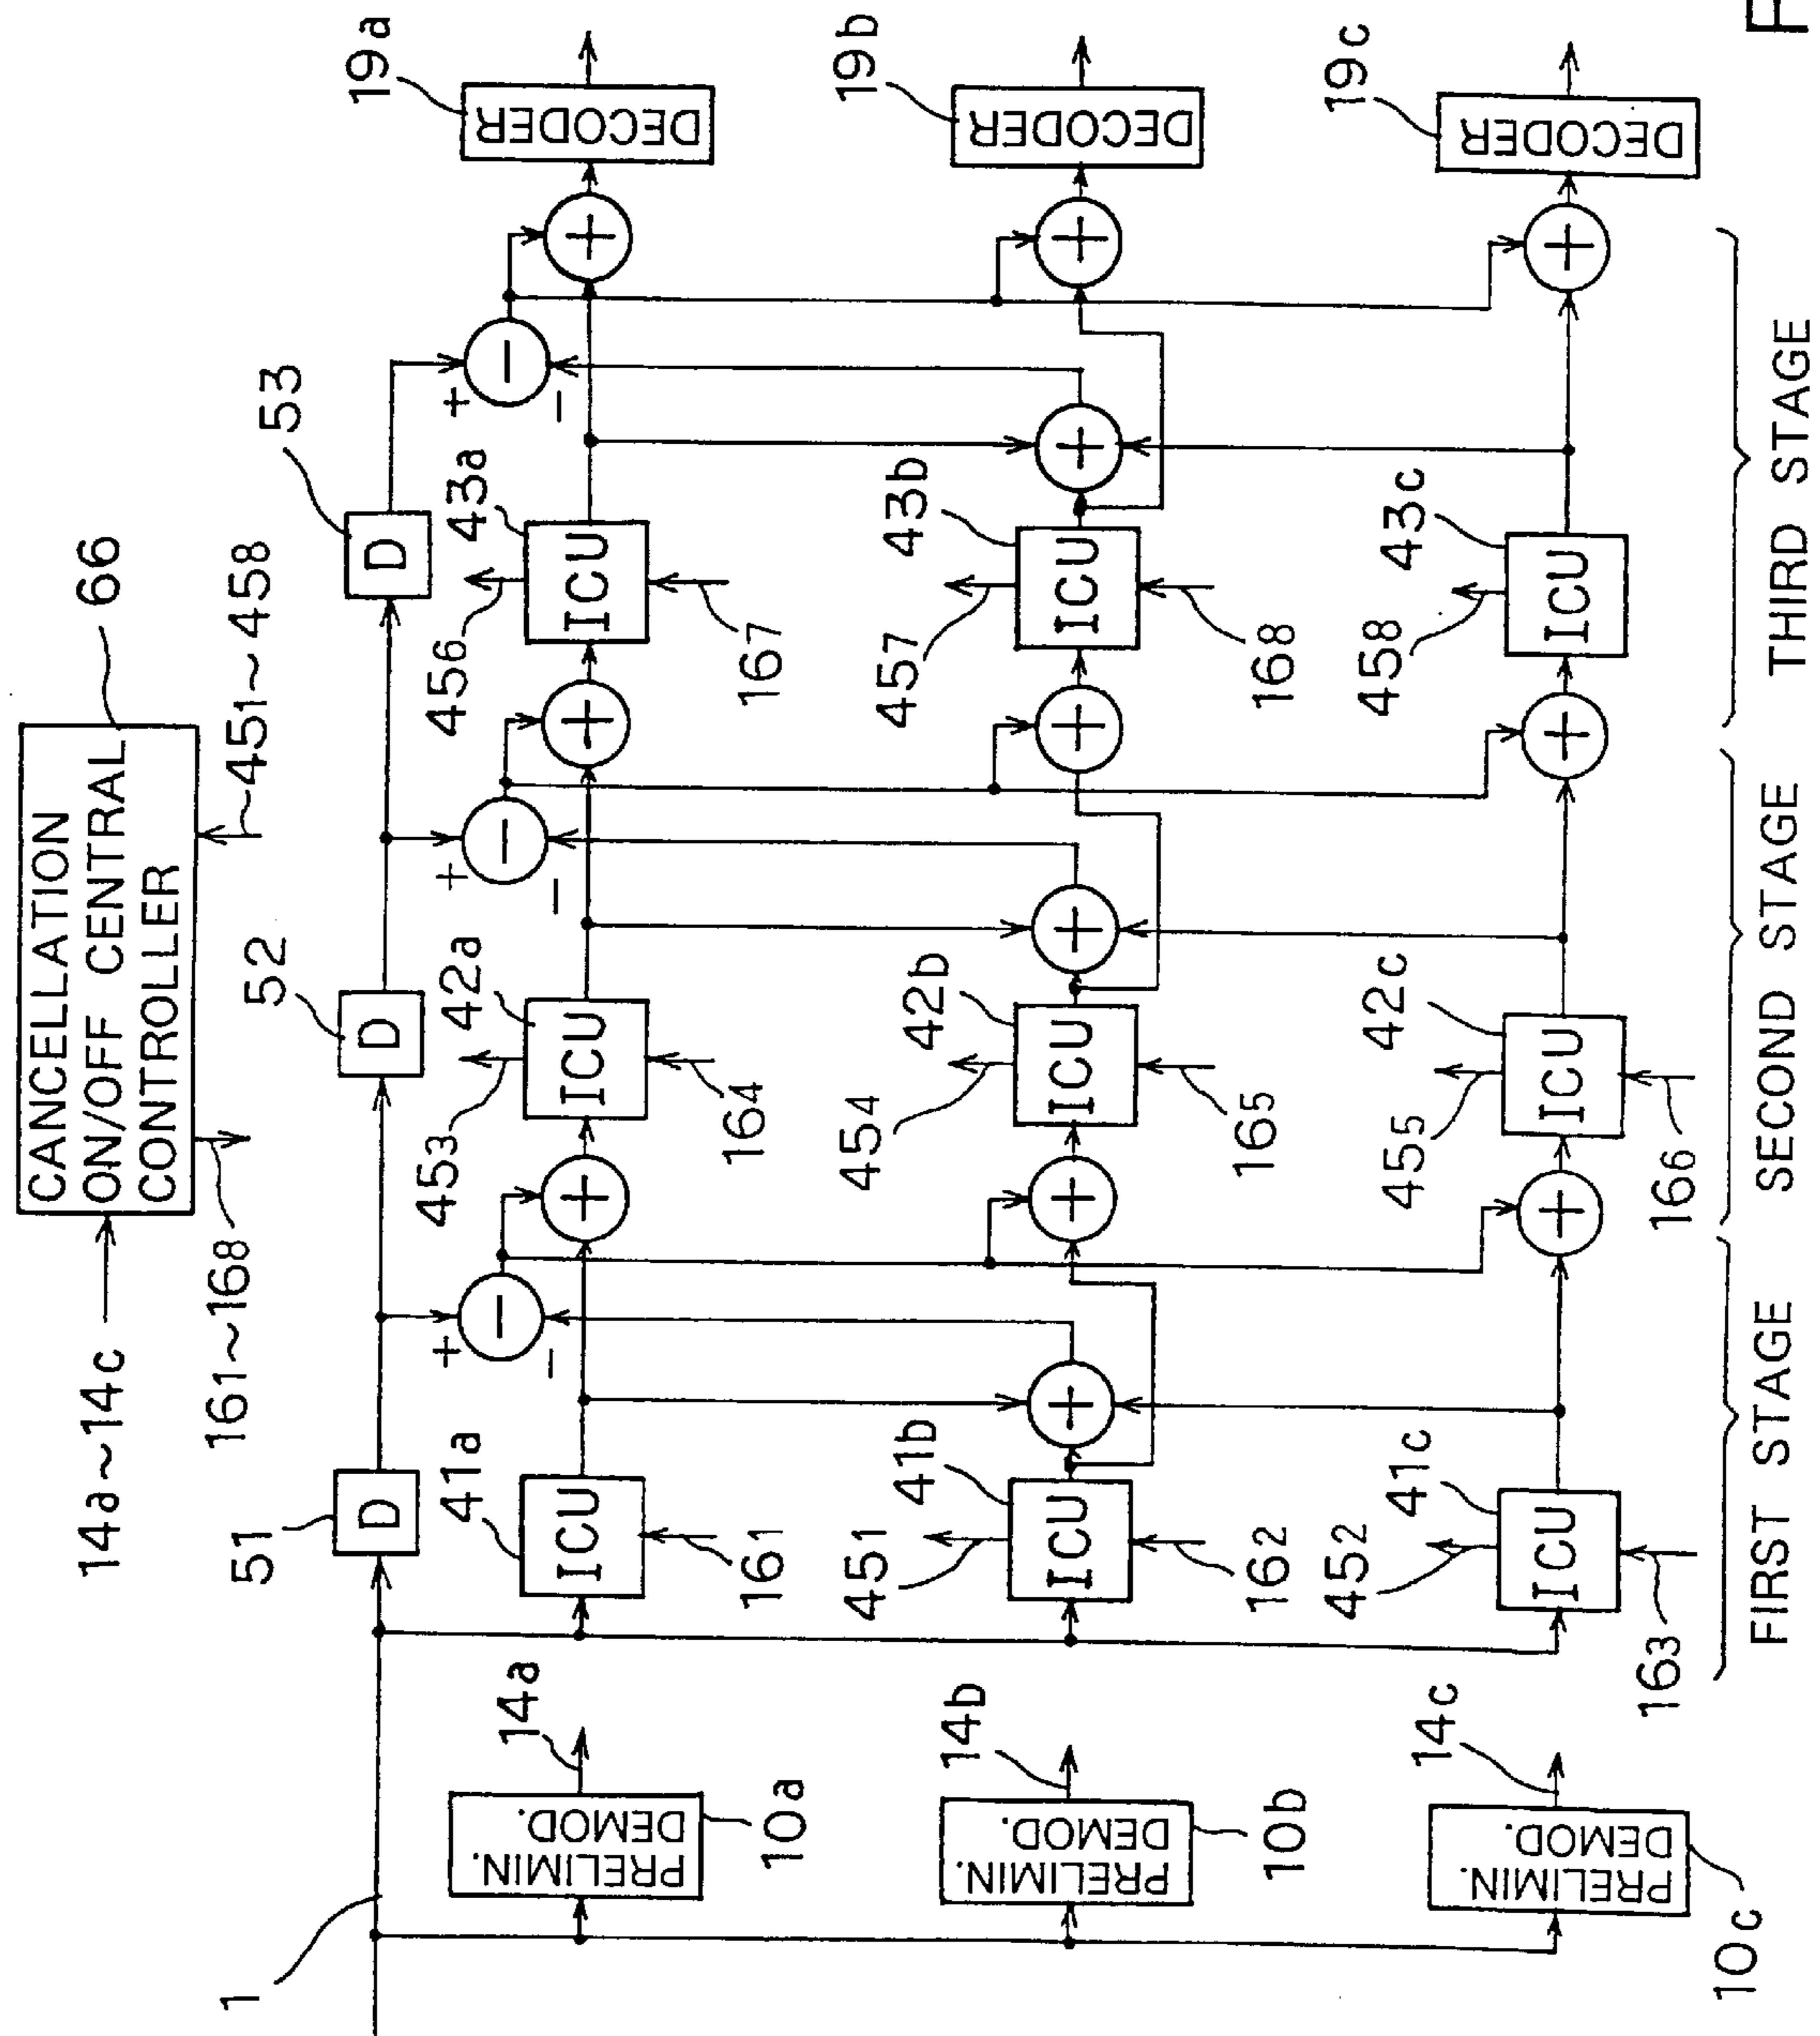 CANCELLATION
ON/OFF CENTRAL
CONTROLLER
66
14a~14c
161~168
451~458
1
51
D
52
D
53
D
PRELIMIN.
DEMOD.
10a
14a
41a
ICU
161
+
−
+
42a
ICU
453
164
+
−
+
43a
ICU
456
167
+
−
+
DECODER
19a
PRELIMIN.
DEMOD.
10b
14b
41b
ICU
451
162
+
+
42b
ICU
454
165
+
+
43b
ICU
457
168
+
+
DECODER
19b
PRELIMIN.
DEMOD.
10c
14c
41c
ICU
452
163
+
42c
ICU
455
166
+
43c
ICU
458
+
DECODER
19c
FIRST STAGE
SECOND STAGE
THIRD STAGE
F